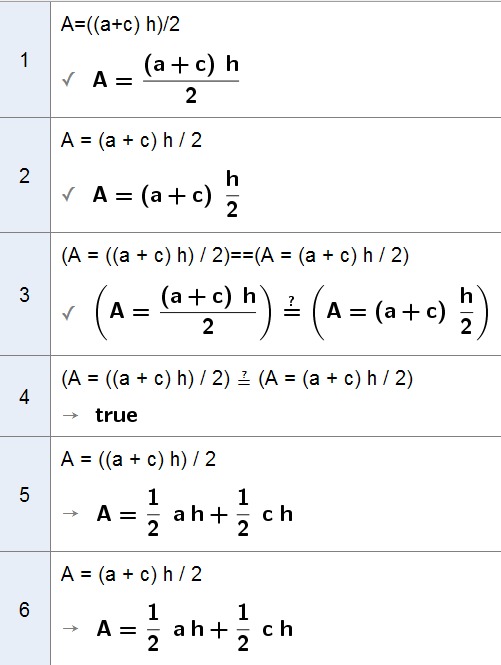 1
A=((a+c) h)/2
✓ A = (a + c) h / 2
2
A = (a + c) h / 2
✓ A = (a + c) h/2
3
(A = ((a + c) h) / 2)==(A = (a + c) h / 2)
✓ (A = (a + c) h / 2) ≟ (A = (a + c) h/2)
4
(A = ((a + c) h) / 2) ≟ (A = (a + c) h / 2)
→ true
5
A = ((a + c) h) / 2
→ A = 1/2 a h + 1/2 c h
6
A = (a + c) h / 2
→ A = 1/2 a h + 1/2 c h